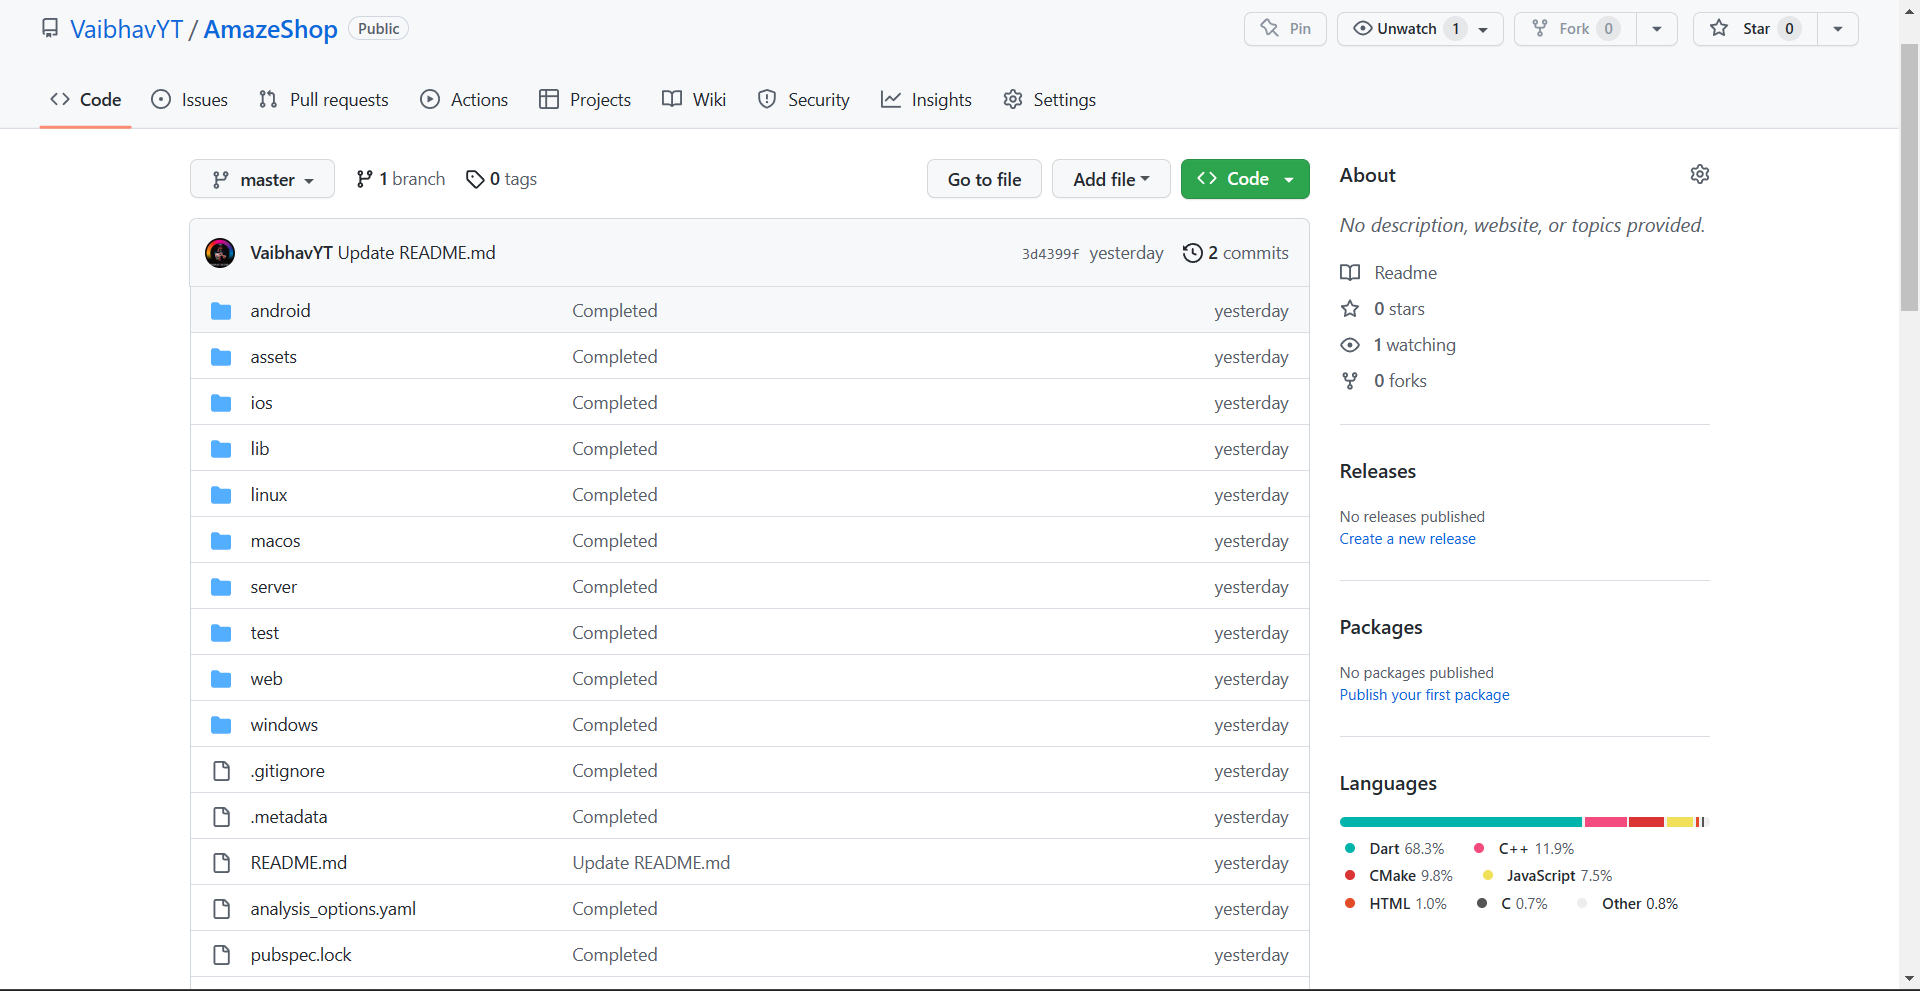 VaibhavYT / AmazeShop Public Pin Unwatch 1 Fork 0 Star 0
Code Issues Pull requests Actions Projects Wiki Security Insights Settings
master 1 branch 0 tags Go to file Add file Code
VaibhavYT Update README.md 3d4399f yesterday 2 commits
android Completed yesterday
assets Completed yesterday
ios Completed yesterday
lib Completed yesterday
linux Completed yesterday
macos Completed yesterday
server Completed yesterday
test Completed yesterday
web Completed yesterday
windows Completed yesterday
.gitignore Completed yesterday
.metadata Completed yesterday
README.md Update README.md yesterday
analysis_options.yaml Completed yesterday
pubspec.lock Completed yesterday
About
No description, website, or topics provided.
Readme
0 stars
1 watching
0 forks
Releases
No releases published
Create a new release
Packages
No packages published
Publish your first package
Languages
Dart 68.3% C++ 11.9%
CMake 9.8% JavaScript 7.5%
HTML 1.0% C 0.7% Other 0.8%